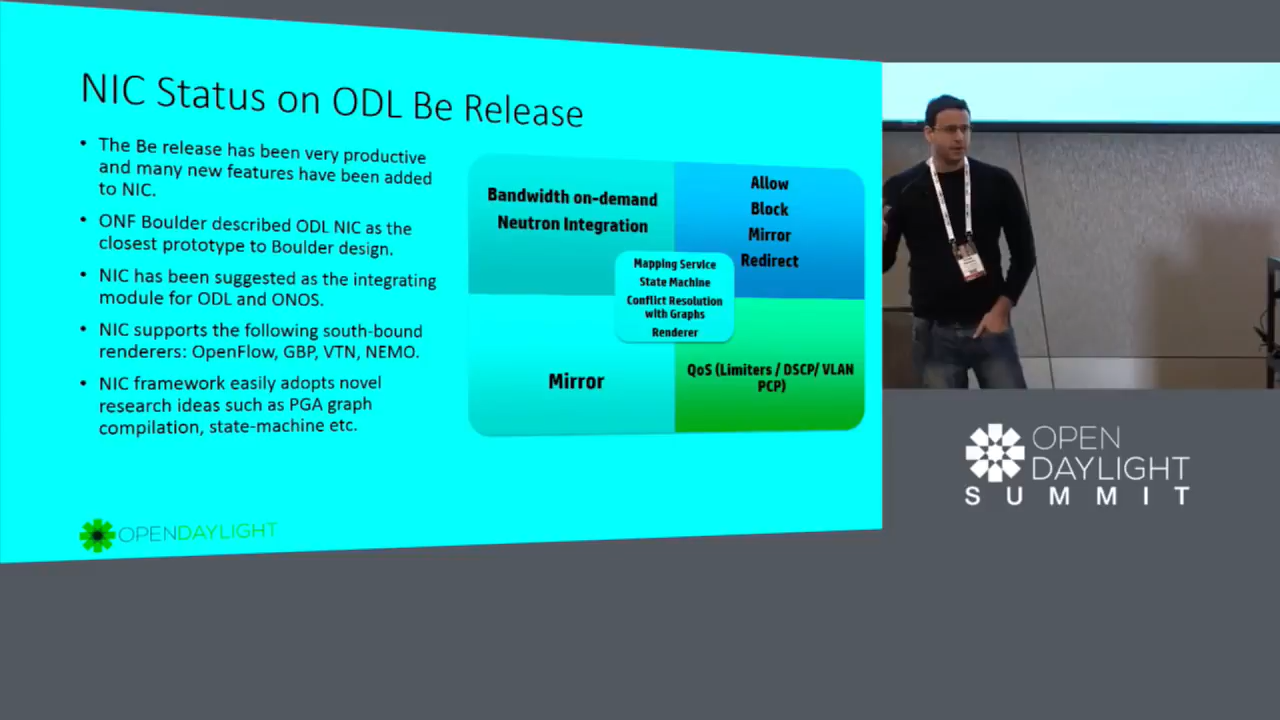 NIC Status on ODL Be Release
• The Be release has been very productive
and many new features have been added
to NIC.
• ONF Boulder described ODL NIC as the
closest prototype to Boulder design.
• NIC has been suggested as the integrating
module for ODL and ONOS.
• NIC supports the following south-bound
renderers: OpenFlow, GBP, VTN, NEMO.
• NIC framework easily adopts novel
research ideas such as PGA graph
compilation, state-machine etc.
Bandwidth on-demand
Neutron Integration
Allow
Block
Mirror
Redirect
Mapping Service
State Machine
Conflict Resolution
with Graphs
Renderer
Mirror
QoS (Limiters / DSCP/ VLAN
PCP)
OPENDAYLIGHT
OPEN
DAYLIGHT
SUMMIT